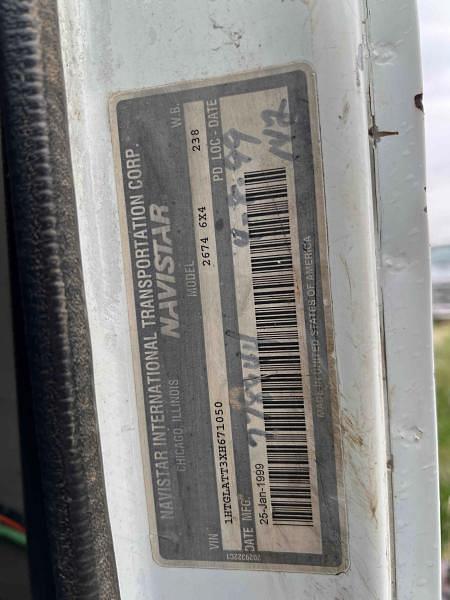 NAVISTAR INTERNATIONAL TRANSPORTATION CORP.
CHICAGO, ILLINOIS
NAVISTAR
VIN MODEL W.B.
1HTGLATT3XH671050 2674 6X4 238
DATE MFG. PD LOC - DATE
25-Jan-1999
MADE IN UNITED STATES OF AMERICA
2029322C1